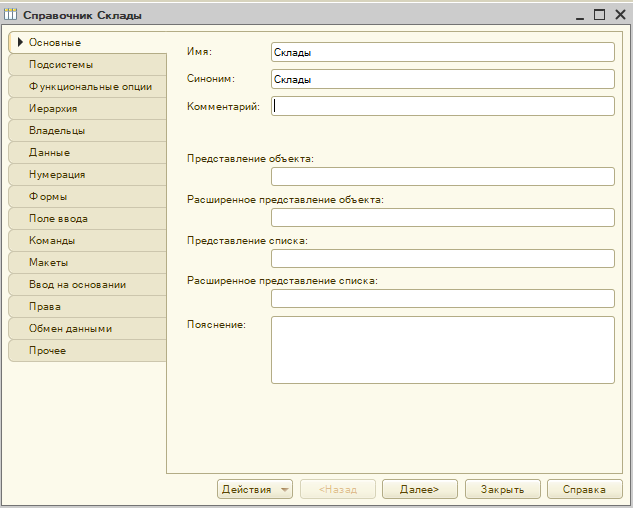 Справочник Склады
Основные
Подсистемы
Функциональные опции
Иерархия
Владельцы
Данные
Нумерация
Формы
Поле ввода
Команды
Макеты
Ввод на основании
Права
Обмен данными
Прочее
Имя: Склады
Синоним: Склады
Комментарий:
Представление объекта:
Расширенное представление объекта:
Представление списка:
Расширенное представление списка:
Пояснение:
Действия <Назад Далее> Закрыть Справка